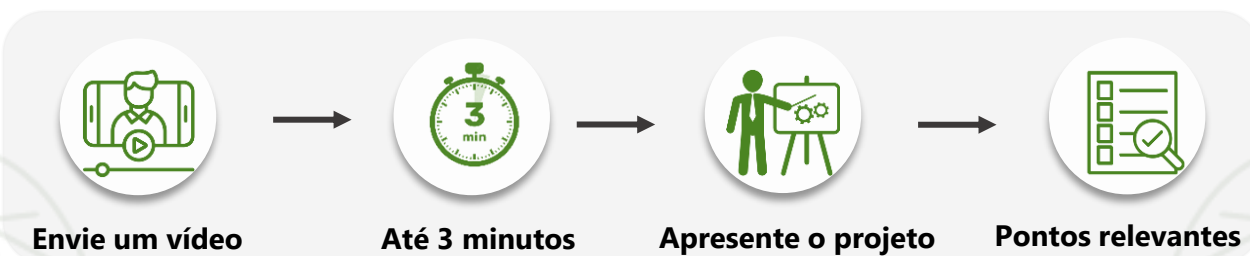 3
min
Envie um vídeo
Até 3 minutos
Apresente o projeto
Pontos relevantes